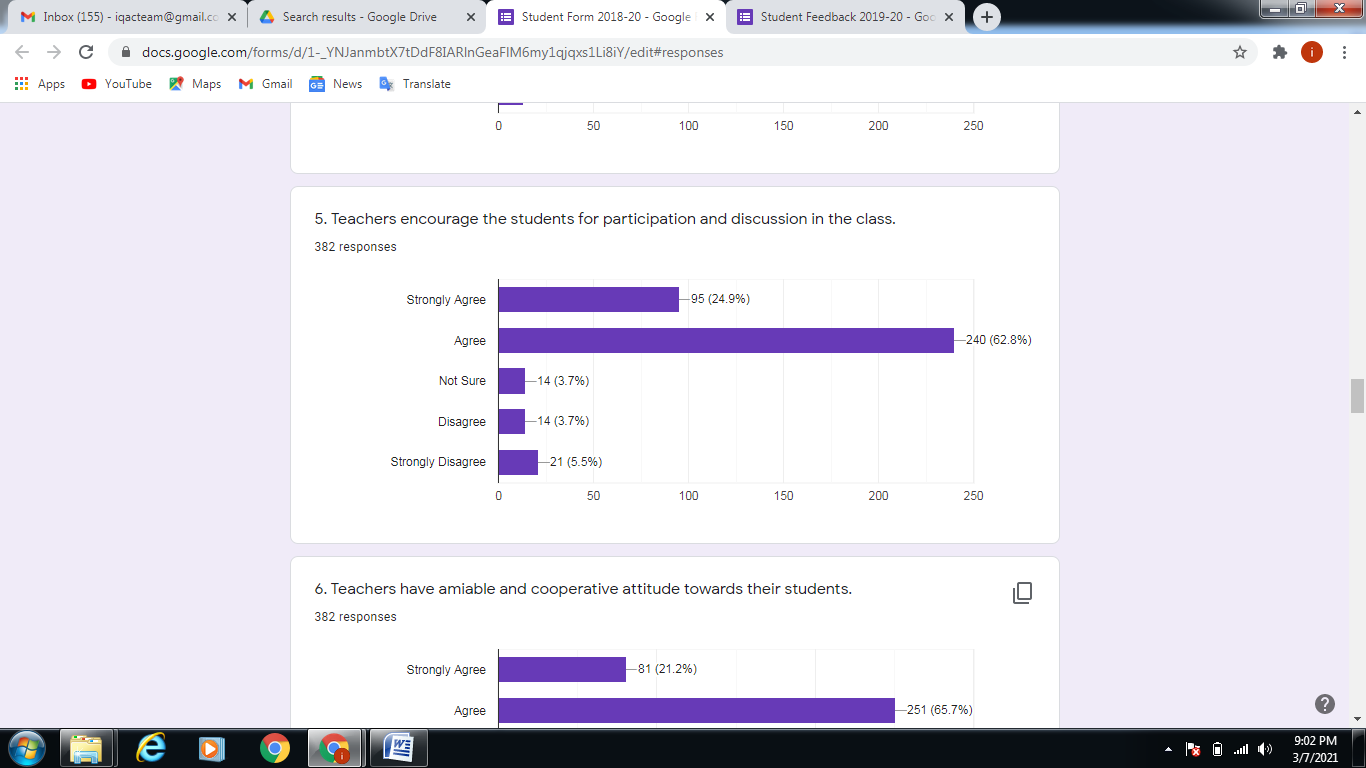 Inbox (155) - iqacteam@gmail.co
Search results - Google Drive
Student Form 2018-20 - Google
Student Feedback 2019-20 - Goo
docs.google.com/forms/d/1-_YNJanmbtX7tDdF8IARlnGeaFIM6my1qjqxs1Li8iY/edit#responses
i
Apps
YouTube
Maps
Gmail
News
Translate
0 50 100 150 200 250
5. Teachers encourage the students for participation and discussion in the class.
382 responses
Strongly Agree 95 (24.9%)
Agree 240 (62.8%)
Not Sure 14 (3.7%)
Disagree 14 (3.7%)
Strongly Disagree 21 (5.5%)
0 50 100 150 200 250
6. Teachers have amiable and cooperative attitude towards their students.
382 responses
Strongly Agree 81 (21.2%)
Agree 251 (65.7%)
9:02 PM
3/7/2021